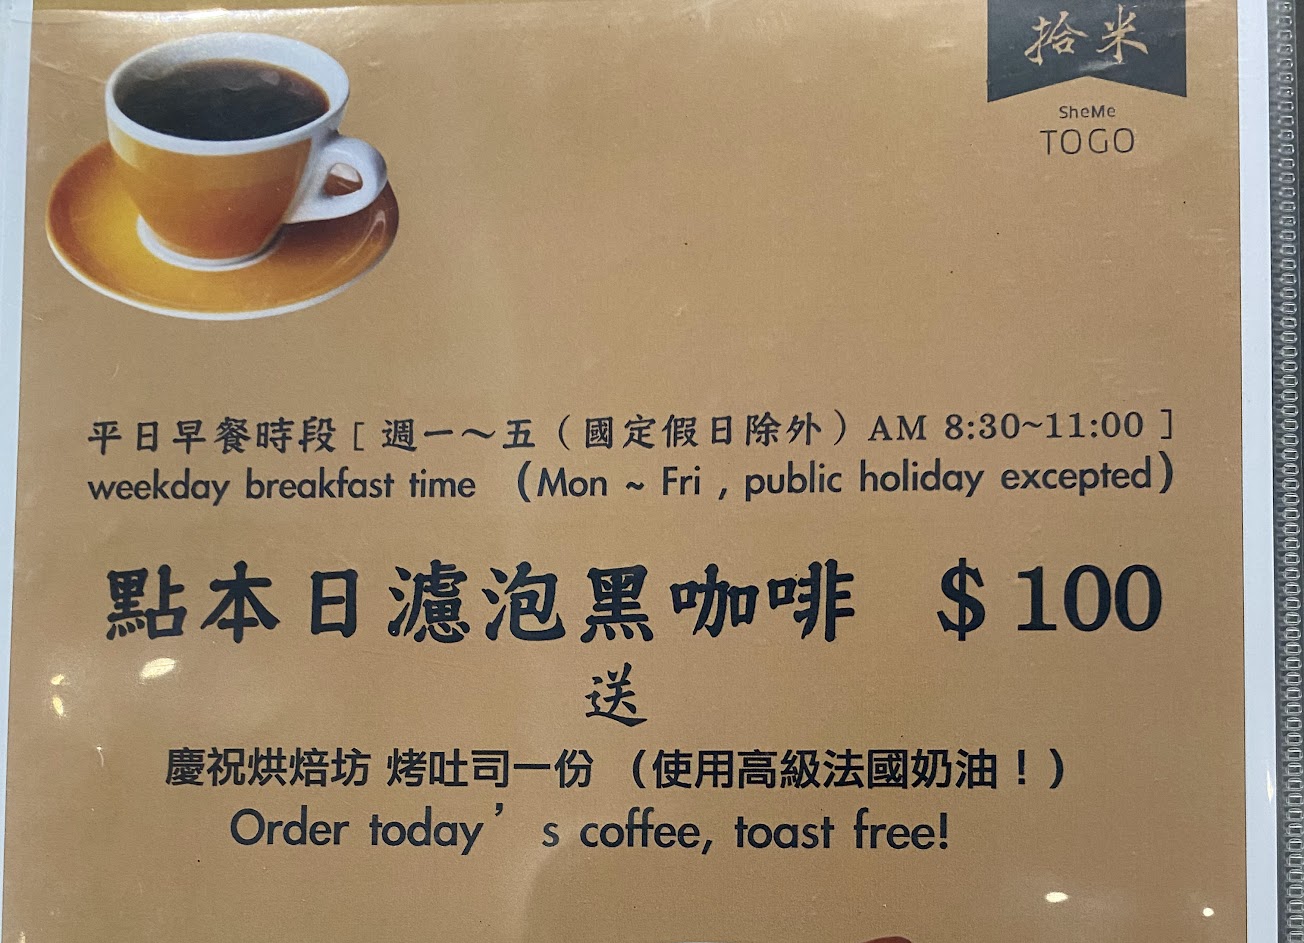 拾米
SheMe
TOGO
平日早餐時段 [ 週一～五（國定假日除外）AM 8:30~11:00 ]
weekday breakfast time （Mon ~ Fri , public holiday excepted）
點本日濾泡黑咖啡 $100
送
慶祝烘焙坊 烤吐司一份 （使用高級法國奶油！）
Order today’s coffee, toast free!